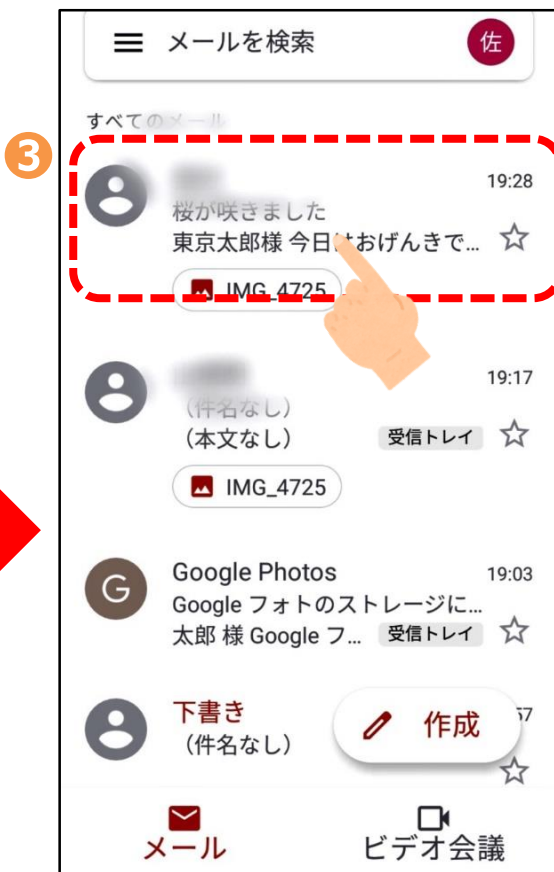 メールを検索
佐
すべてのメール
3
19:28
桜が咲きました
東京太郎様 今日はおげんきで...
IMG_4725
19:17
(件名なし)
(本文なし) 受信トレイ
IMG_4725
G
Google Photos 19:03
Google フォトのストレージに...
太郎 様 Google フ... 受信トレイ
下書き 57
(件名なし)
作成
メール
ビデオ会議